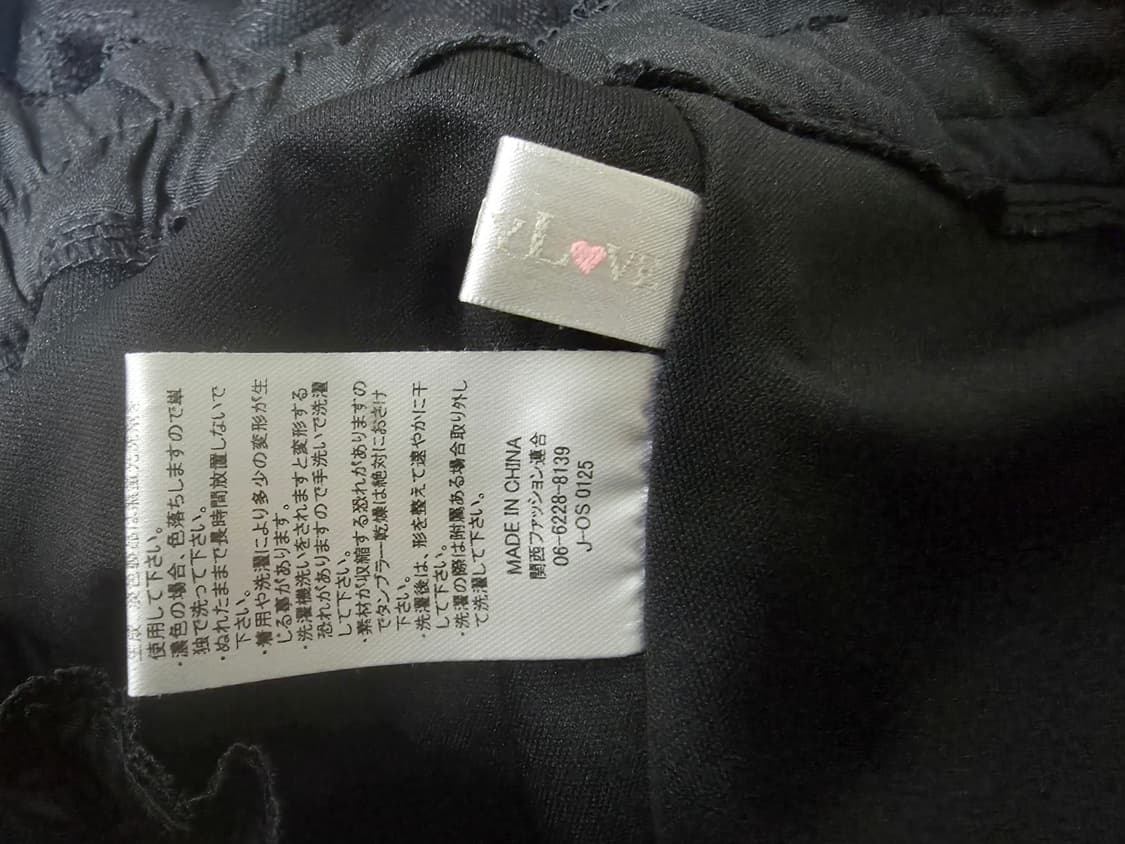 L♥ve
使用して下さい。
・濃色の場合、色落ちしますので単
独で洗って下さい。
・ぬれたままで長時間放置しないで
下さい。
・着用や洗濯により多少の変形が生
じる事があります。
・洗濯機洗いをされますと変形する
恐れがありますので手洗いで洗濯
して下さい。
・素材が収縮する恐れがありますの
でタンブラー乾燥は絶対におさけ
下さい。
・洗濯後は、形を整えて速やかに干
して下さい。
・洗濯の際は附属ある場合取り外し
て洗濯して下さい。
MADE IN CHINA
関西ファッション連合
06-6228-8139
J-OS 0125